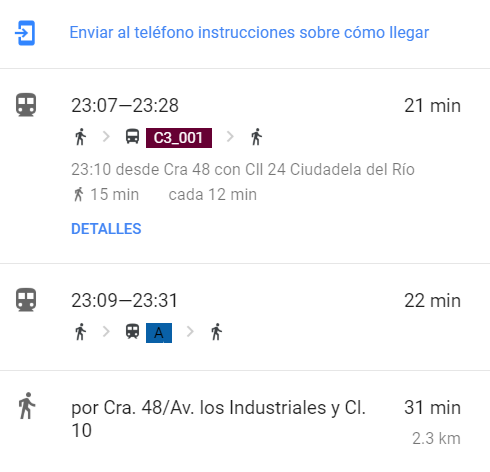 Enviar al teléfono instrucciones sobre cómo llegar
23:07—23:28 21 min
C3_001
23:10 desde Cra 48 con Cll 24 Ciudadela del Río
15 min cada 12 min
DETALLES
23:09—23:31 22 min
A
por Cra. 48/Av. los Industriales y Cl. 31 min
10
2.3 km